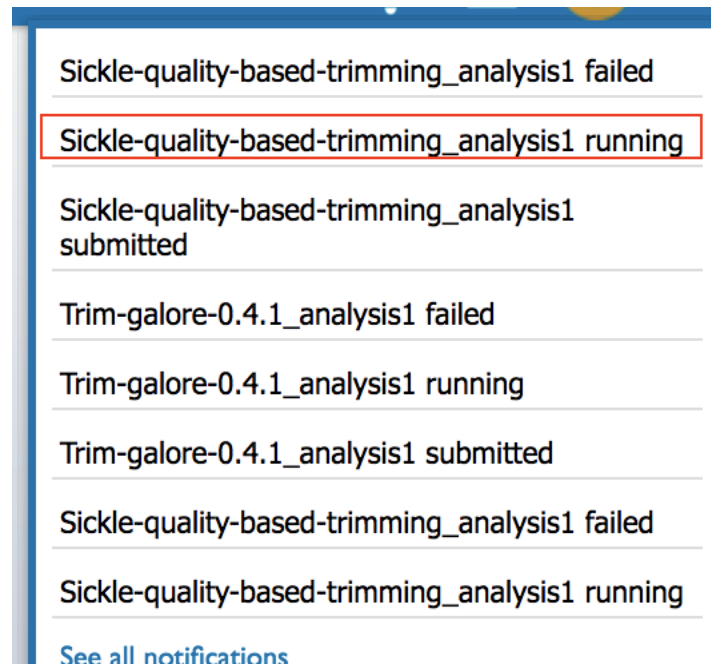 Sickle-quality-based-trimming_analysis1 failed
Sickle-quality-based-trimming_analysis1 running
Sickle-quality-based-trimming_analysis1
submitted
Trim-galore-0.4.1_analysis1 failed
Trim-galore-0.4.1_analysis1 running
Trim-galore-0.4.1_analysis1 submitted
Sickle-quality-based-trimming_analysis1 failed
Sickle-quality-based-trimming_analysis1 running
See all notifications